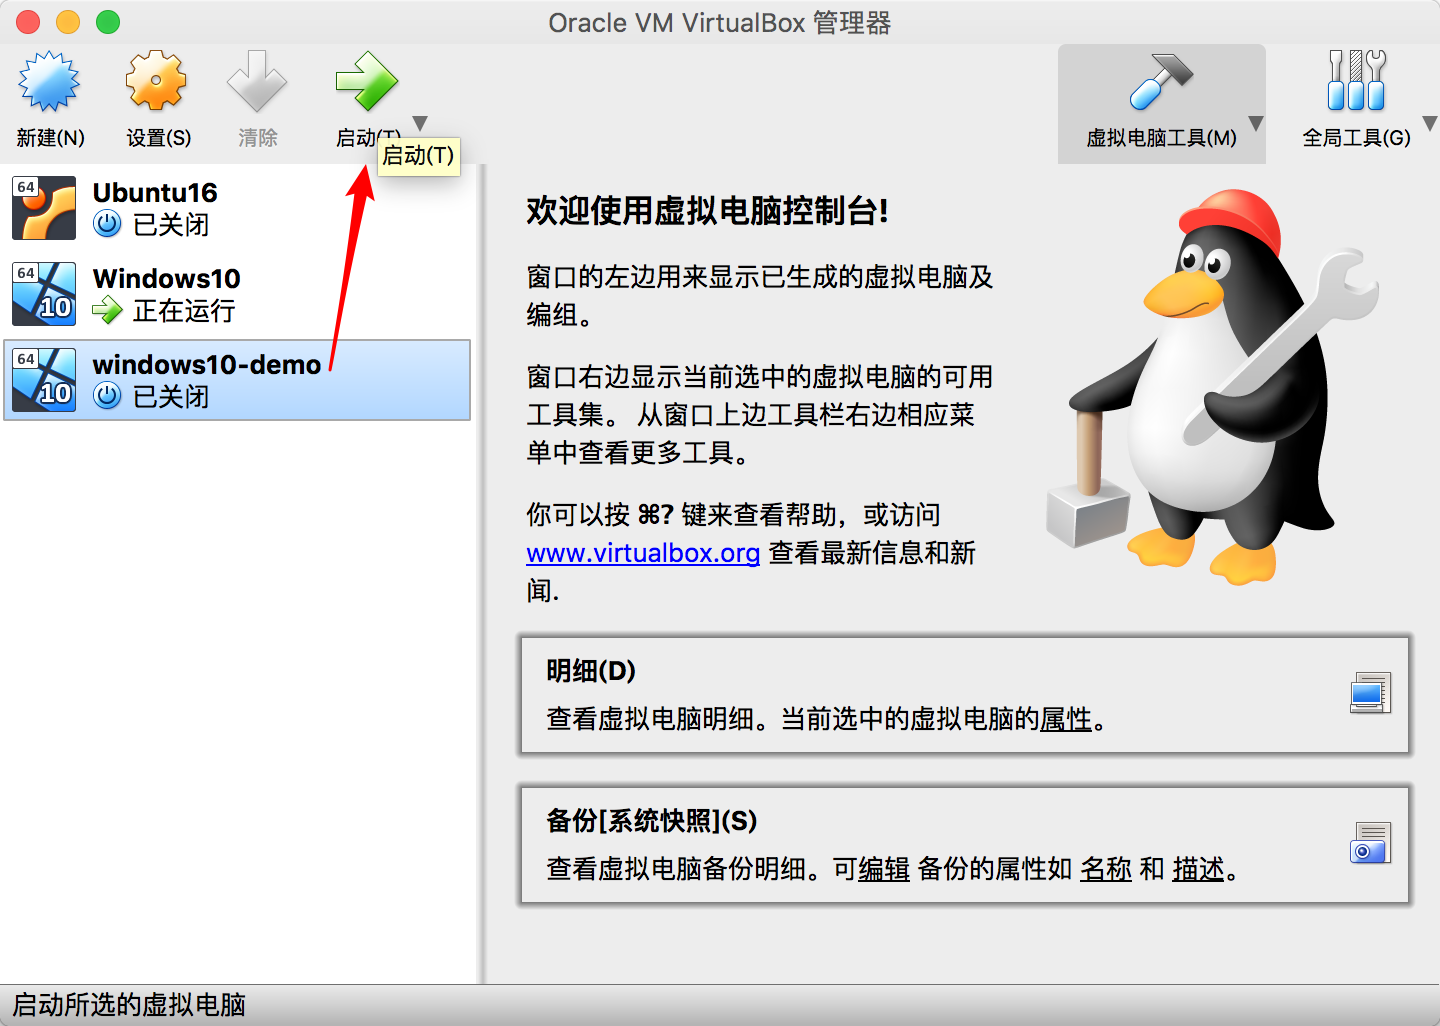 Oracle VM VirtualBox 管理器
新建(N)
设置(S)
清除
启动(T)
虚拟电脑工具(M)
全局工具(G)
启动(T)
64
Ubuntu16
已关闭
64
10
Windows10
正在运行
64
10
windows10-demo
已关闭
欢迎使用虚拟电脑控制台!
窗口的左边用来显示已生成的虚拟电脑及
编组。
窗口右边显示当前选中的虚拟电脑的可用
工具集。 从窗口上边工具栏右边相应菜
单中查看更多工具。
你可以按 ⌘? 键来查看帮助，或访问
www.virtualbox.org 查看最新信息和新
闻.
明细(D)
查看虚拟电脑明细。当前选中的虚拟电脑的属性。
备份[系统快照](S)
查看虚拟电脑备份明细。可编辑 备份的属性如 名称 和 描述。
启动所选的虚拟电脑